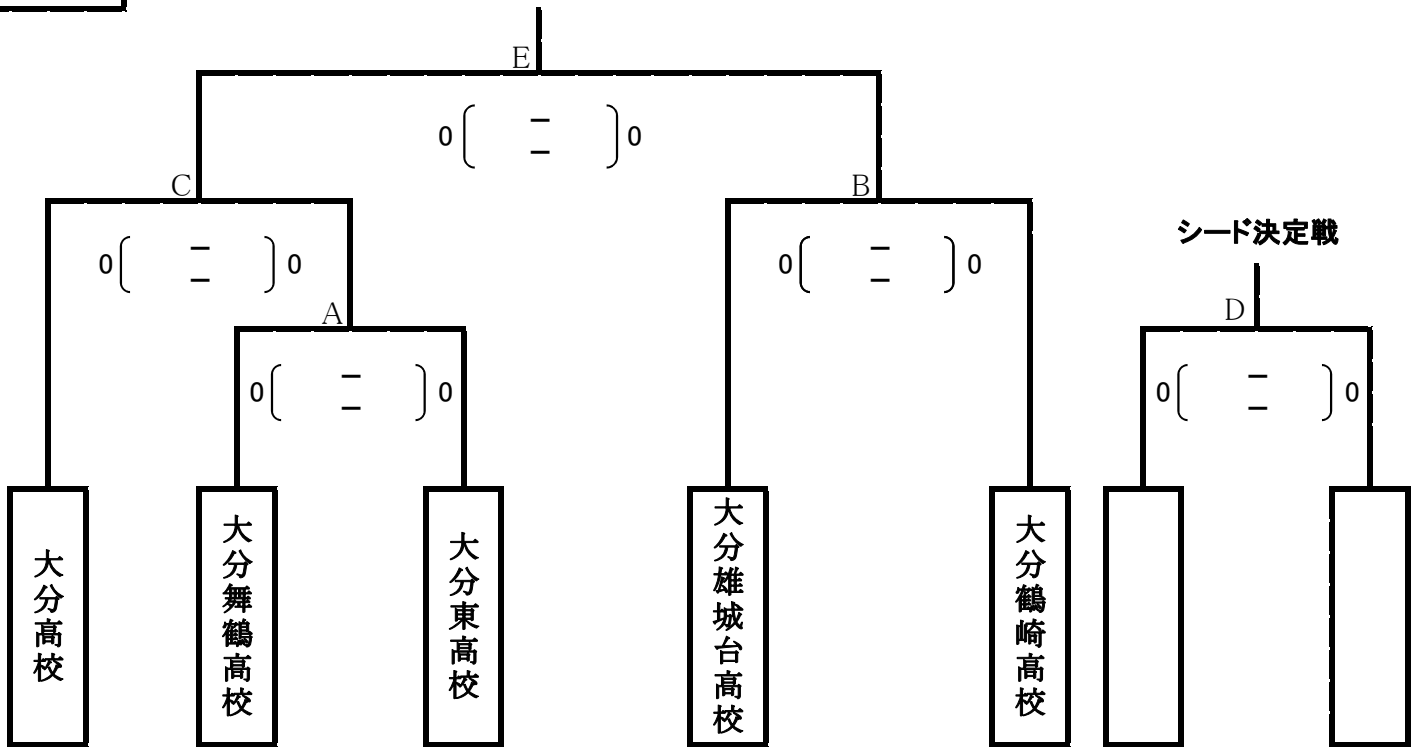 E
0 ― 0
―
C
B
シード決定戦
0 ― 0
―
0 ― 0
―
A
D
0 ― 0
―
0 ― 0
―
大分高校
大分舞鶴高校
大分東高校
大分雄城台高校
大分鶴崎高校